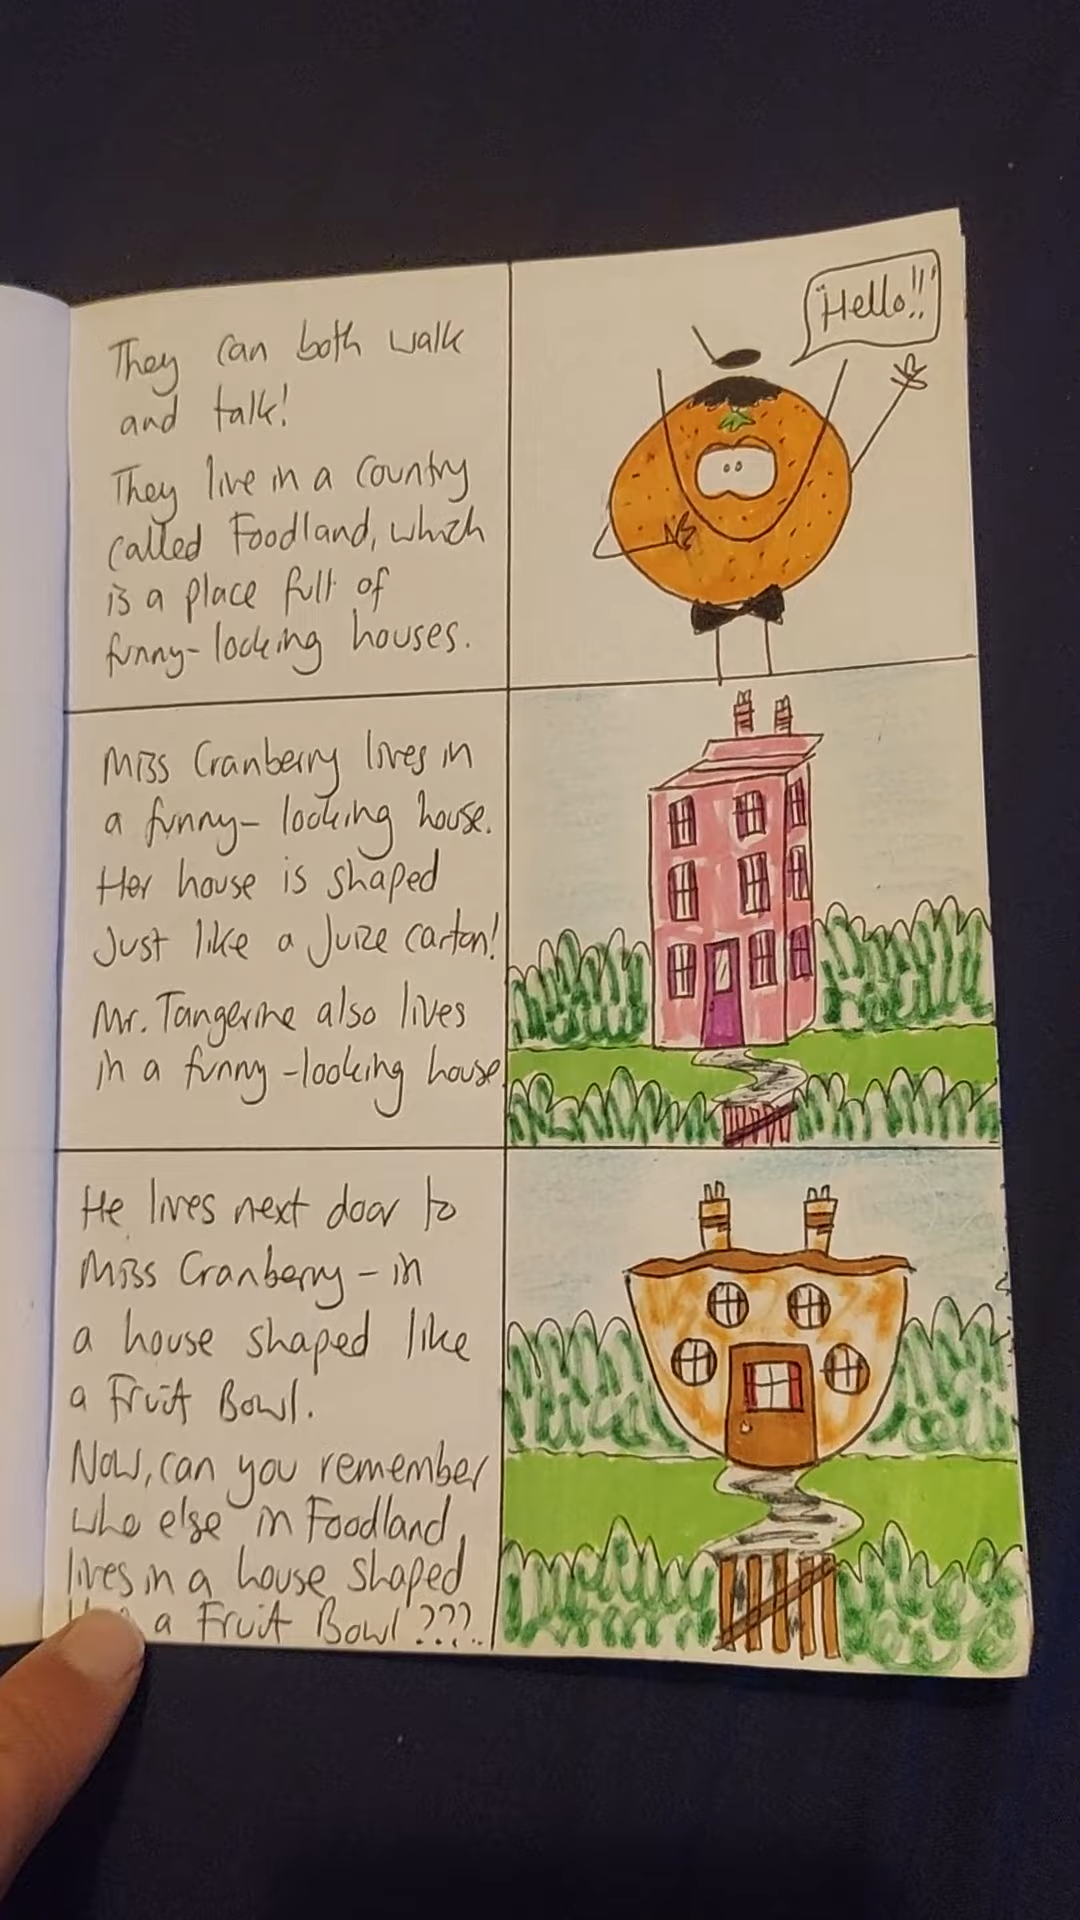 They can both walk
and talk!
They live in a Country
called Foodland, which
is a place full of
funny-looking houses.
"Hello!!"
Miss Cranberry lives in
a funny-looking house.
Her house is shaped
Just like a Juice carton!
Mr. Tangerine also lives
in a funny-looking house.
He lives next door to
Miss Cranberry - in
a house shaped like
a Fruit Bowl.
Now, can you remember
who else in Foodland,
lives in a house shaped
a Fruit Bowl???.